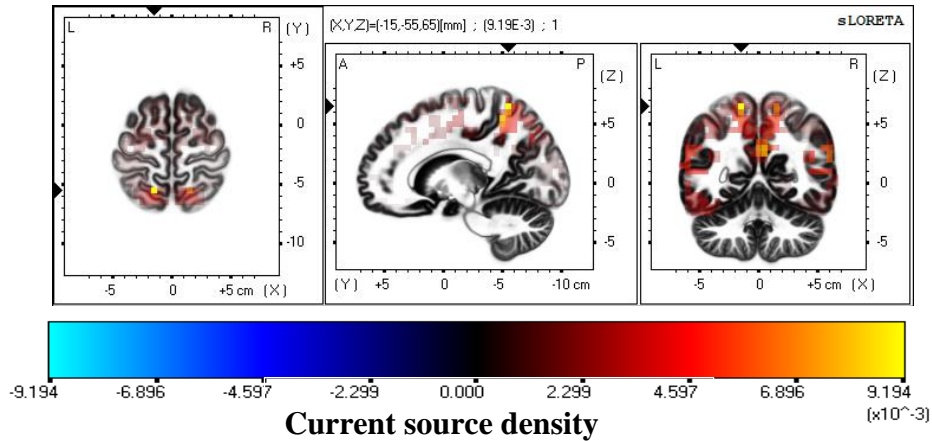 L R (Y)
+5
0
-5
-10
-5 0 +5 cm (X)
(X,Y,Z)=(-15,-55,65)[mm] ; (9.19E-3) ; 1
sLORETA
A P (Z)
+5
0
-5
(Y) +5 0 -5 -10 cm
L R (Z)
+5
0
-5
-5 0 +5 cm (X)
-9.194 -6.896 -4.597 -2.299 0.000 2.299 4.597 6.896 9.194
(x10^-3)
Current source density